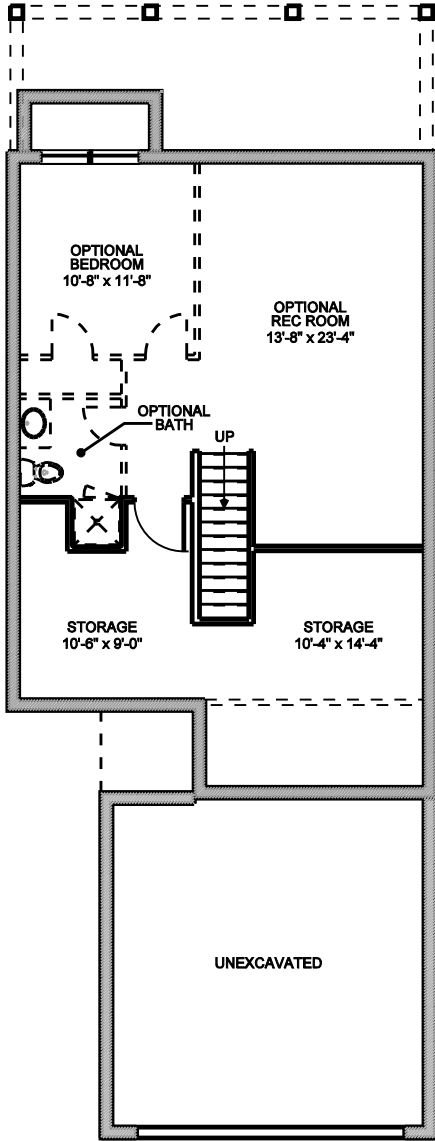 OPTIONAL
BEDROOM
10'-8" x 11'-8"
OPTIONAL
REC ROOM
13'-8" x 23'-4"
OPTIONAL
BATH
UP
STORAGE
10'-6" x 9'-0"
STORAGE
10'-4" x 14'-4"
UNEXCAVATED